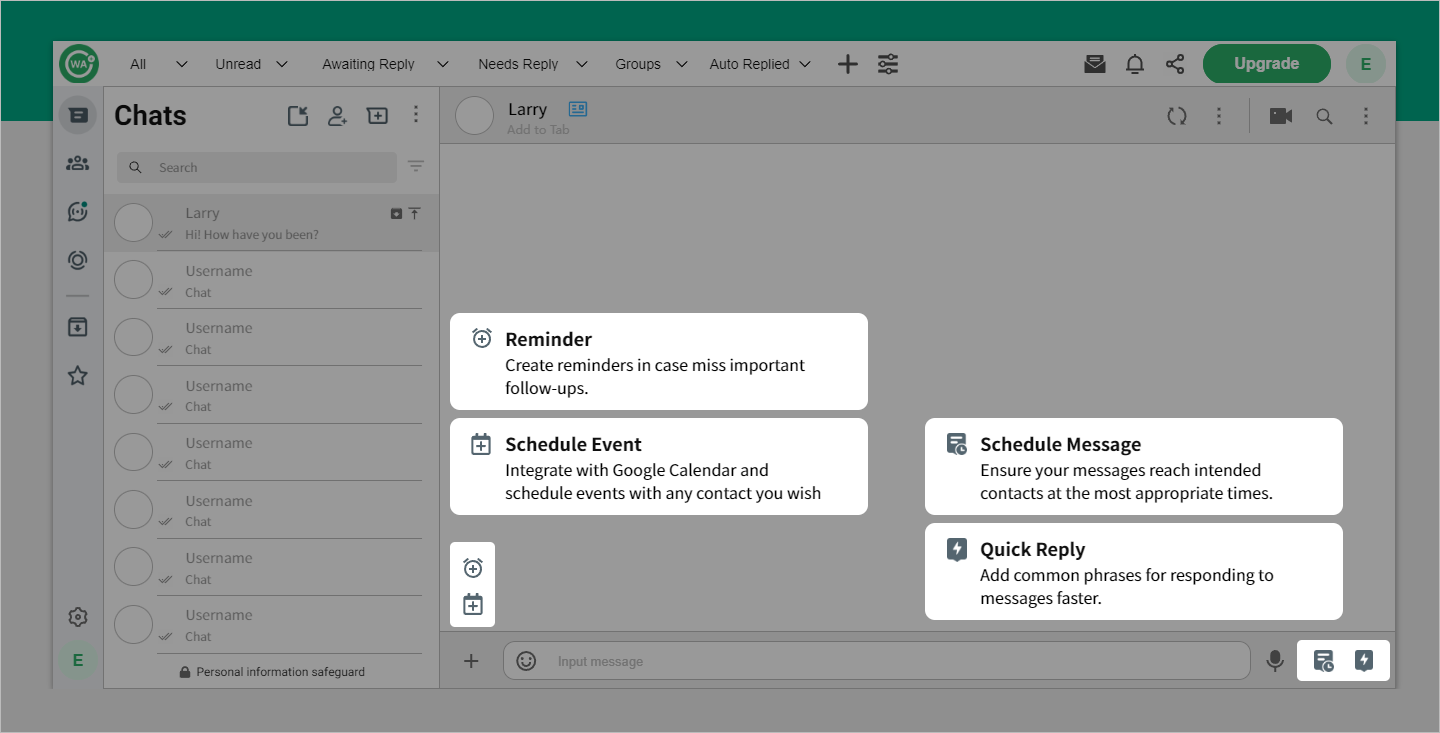 WA
All
Unread
Awaiting Reply
Needs Reply
Groups
Auto Replied
Upgrade
E
Chats
Larry
Add to Tab
Search
Larry
Hi! How have you been?
Username
Chat
Username
Chat
Username
Chat
Username
Chat
Username
Chat
Username
Chat
Username
Chat
E
Personal information safeguard
Reminder
Create reminders in case miss important
follow-ups.
Schedule Event
Integrate with Google Calendar and
schedule events with any contact you wish
Schedule Message
Ensure your messages reach intended
contacts at the most appropriate times.
Quick Reply
Add common phrases for responding to
messages faster.
Input message